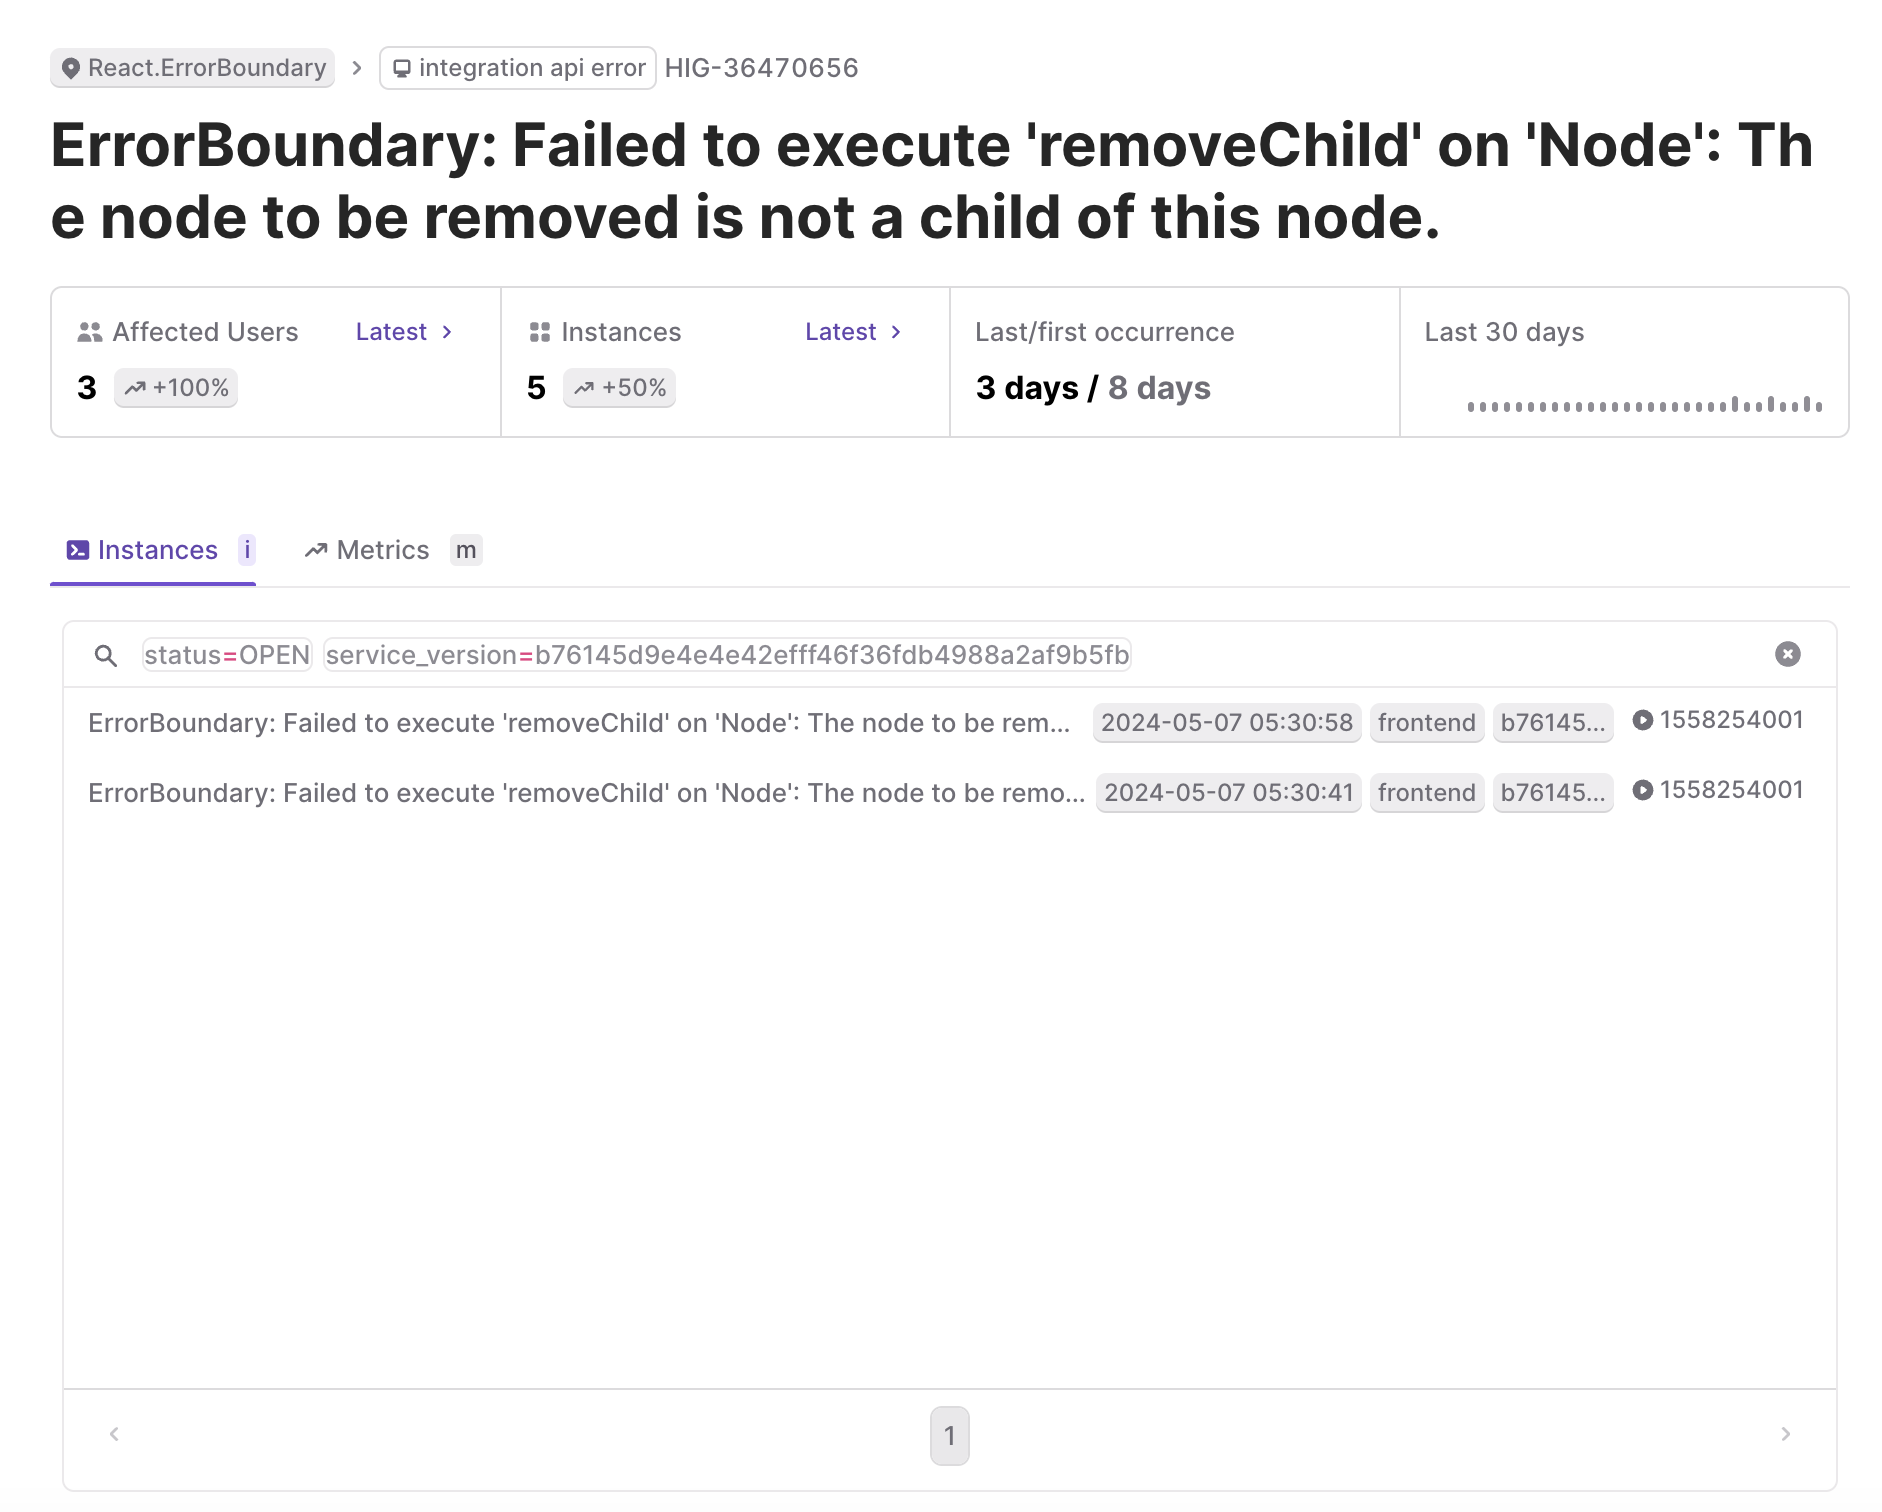 React.ErrorBoundary > integration api error HIG-36470656
ErrorBoundary: Failed to execute 'removeChild' on 'Node': Th
e node to be removed is not a child of this node.
Affected Users Latest > Instances Latest > Last/first occurrence Last 30 days
3 +100% 5 +50% 3 days / 8 days
Instances i Metrics m
status=OPEN service_version=b76145d9e4e4e42efff46f36fdb4988a2af9b5fb
ErrorBoundary: Failed to execute 'removeChild' on 'Node': The node to be rem... 2024-05-07 05:30:58 frontend b76145... 1558254001
ErrorBoundary: Failed to execute 'removeChild' on 'Node': The node to be remo... 2024-05-07 05:30:41 frontend b76145... 1558254001
1